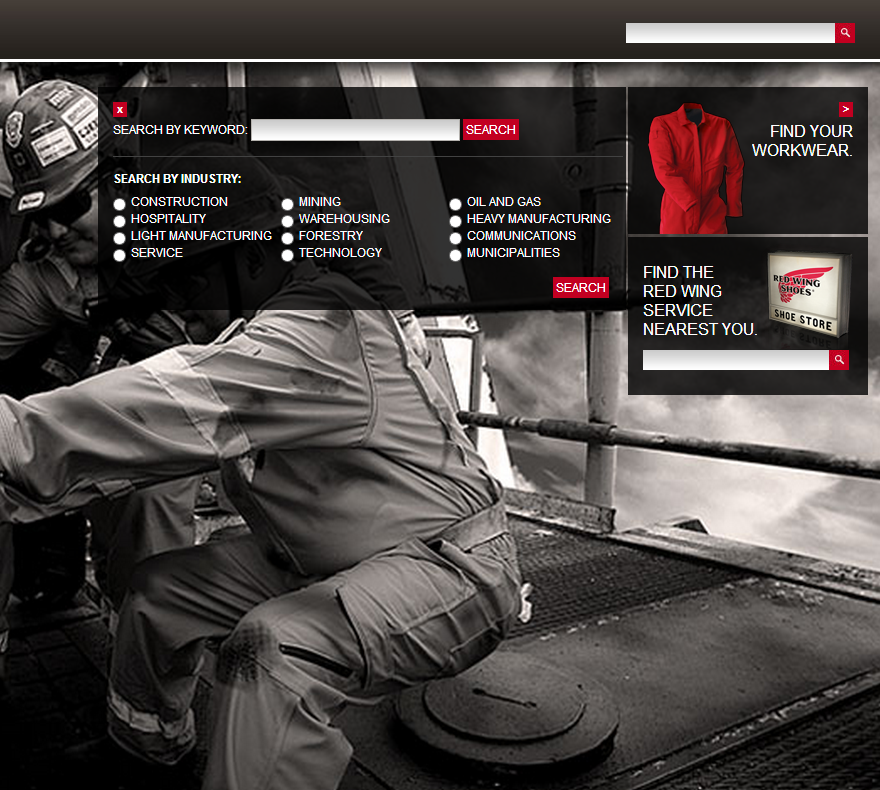 x
SEARCH BY KEYWORD: SEARCH
SEARCH BY INDUSTRY:
CONSTRUCTION MINING OIL AND GAS
HOSPITALITY WAREHOUSING HEAVY MANUFACTURING
LIGHT MANUFACTURING FORESTRY COMMUNICATIONS
SERVICE TECHNOLOGY MUNICIPALITIES
SEARCH
>
FIND YOUR
WORKWEAR.
FIND THE
RED WING
SERVICE
NEAREST YOU.
RED WING
SHOES
SHOE STORE